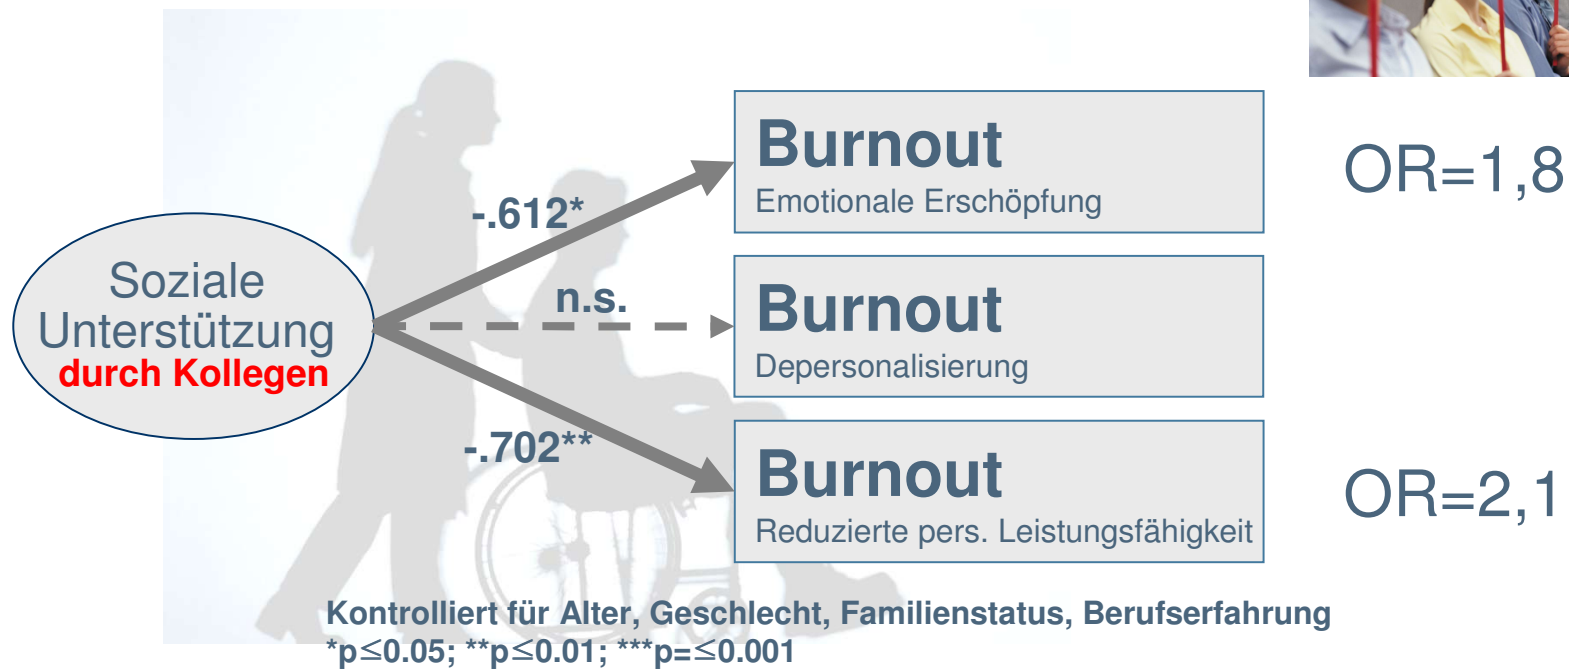 Burnout
Emotionale Erschöpfung
OR=1,8
-.612*
Soziale
Unterstützung
durch Kollegen
n.s.
Burnout
Depersonalisierung
-.702**
Burnout
Reduzierte pers. Leistungsfähigkeit
OR=2,1
Kontrolliert für Alter, Geschlecht, Familienstatus, Berufserfahrung
*p≤0.05; **p≤0.01; ***p=≤0.001